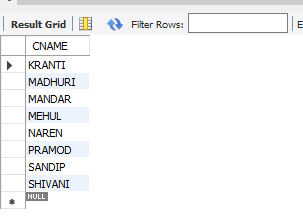 Result Grid Filter Rows: E
CNAME
KRANTI
MADHURI
MANDAR
MEHUL
NAREN
PRAMOD
SANDIP
SHIVANI
NULL